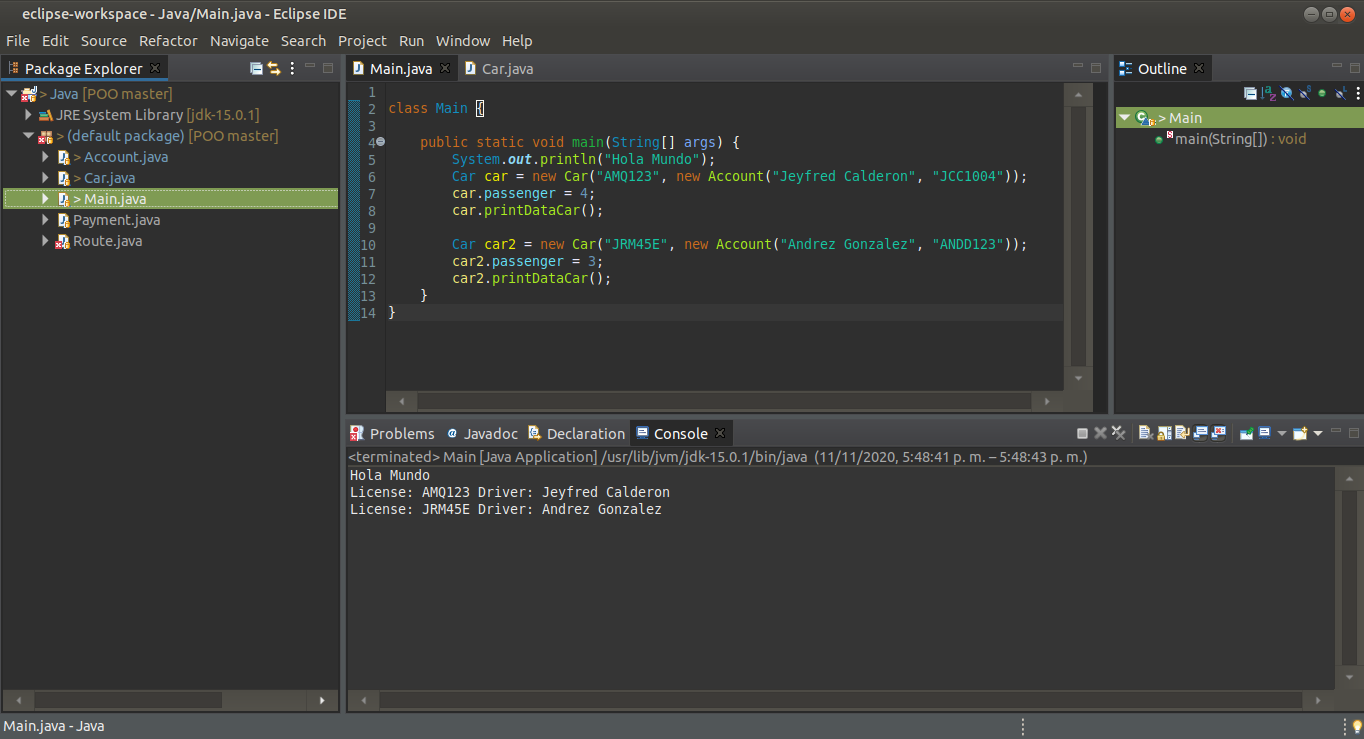 eclipse-workspace - Java/Main.java - Eclipse IDE
File Edit Source Refactor Navigate Search Project Run Window Help
Package Explorer
> Java [POO master]
JRE System Library [jdk-15.0.1]
> (default package) [POO master]
> Account.java
> Car.java
> Main.java
Payment.java
Route.java
Main.java Car.java
1
2 class Main {
3
4 public static void main(String[] args) {
5 System.out.println("Hola Mundo");
6 Car car = new Car("AMQ123", new Account("Jeyfred Calderon", "JCC1004"));
7 car.passenger = 4;
8 car.printDataCar();
9
10 Car car2 = new Car("JRM45E", new Account("Andrez Gonzalez", "ANDD123"));
11 car2.passenger = 3;
12 car2.printDataCar();
13 }
14 }
Outline
> Main
main(String[]) : void
Problems @ Javadoc Declaration Console
<terminated> Main [Java Application] /usr/lib/jvm/jdk-15.0.1/bin/java (11/11/2020, 5:48:41 p. m. – 5:48:43 p. m.)
Hola Mundo
License: AMQ123 Driver: Jeyfred Calderon
License: JRM45E Driver: Andrez Gonzalez
Main.java - Java